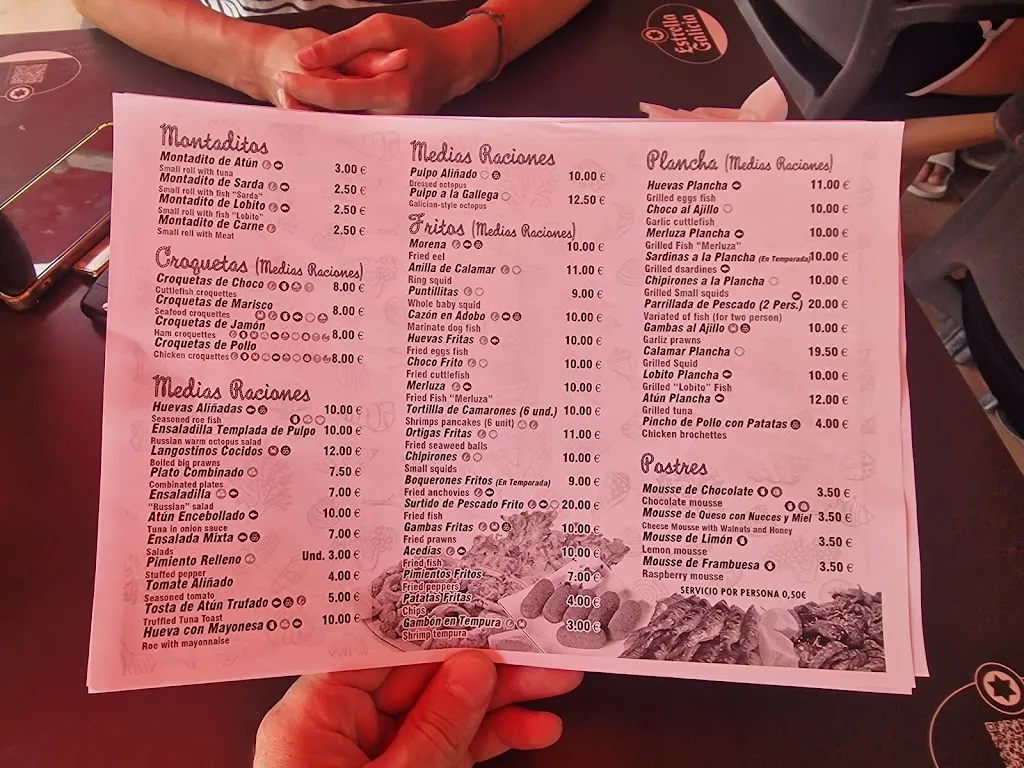 Estrella
Galicia
Montaditos
Montadito de Atún 3.00 €
Small roll with tuna
Montadito de Sarda 2.50 €
Small roll with fish "Sarda"
Montadito de Lobito 2.50 €
Small roll with fish "Lobito"
Montadito de Carne 2.50 €
Small roll with Meat
Croquetas (Medias Raciones)
Croquetas de Choco 8.00 €
Cuttlefish croquettes
Croquetas de Marisco 8.00 €
Seafood croquettes
Croquetas de Jamón 8.00 €
Ham croquettes
Croquetas de Pollo 8.00 €
Chicken croquettes
Medias Raciones
Huevas Aliñadas 10.00 €
Seasoned roe fish
Ensaladilla Templada de Pulpo 10.00 €
Russian warm octopus salad
Langostinos Cocidos 12.00 €
Boiled big prawns
Plato Combinado 7.50 €
Combinated plates
Ensaladilla 7.00 €
"Russian" salad
Atún Encebollado 10.00 €
Tuna in onion sauce
Ensalada Mixta 7.00 €
Salads
Pimiento Relleno Und. 3.00 €
Stuffed pepper
Tomate Aliñado 4.00 €
Seasoned tomato
Tosta de Atún Trufado 5.00 €
Truffled Tuna Toast
Hueva con Mayonesa 10.00 €
Roe with mayonnaise
Medias Raciones
Pulpo Aliñado 10.00 €
Dressed octopus
Pulpo a la Gallega 12.50 €
Galician-style octopus
Fritos (Medias Raciones)
Morena 10.00 €
Fried eel
Anilla de Calamar 11.00 €
Ring squid
Puntillitas 9.00 €
Whole baby squid
Cazón en Adobo 10.00 €
Marinate dog fish
Huevas Fritas 10.00 €
Fried eggs fish
Choco Frito 10.00 €
Fried cuttlefish
Merluza 10.00 €
Fried Fish "Merluza"
Tortilla de Camarones (6 und.) 10.00 €
Shrimps pancakes (6 unit)
Ortigas Fritas 11.00 €
Fried seaweed balls
Chipirones 10.00 €
Small squids
Boquerones Fritos (En Temporada) 9.00 €
Fried anchovies
Surtido de Pescado Frito 20.00 €
Fried fish
Gambas Fritas 10.00 €
Fried prawns
Acedias 10.00 €
Fried fish
Pimientos Fritos 7.00 €
Fried peppers
Patatas Fritas 4.00 €
Chips
Gambón en Tempura 3.00 €
Shrimp tempura
Plancha (Medias Raciones)
Huevas Plancha 11.00 €
Grilled eggs fish
Choco al Ajillo 10.00 €
Garlic cuttlefish
Merluza Plancha 10.00 €
Grilled Fish "Merluza"
Sardinas a la Plancha (En Temporada) 10.00 €
Grilled dsardines
Chipirones a la Plancha 10.00 €
Grilled Small squids
Parrillada de Pescado (2 Pers.) 20.00 €
Variated of fish (for two person)
Gambas al Ajillo 10.00 €
Garliz prawns
Calamar Plancha 19.50 €
Grilled Squid
Lobito Plancha 10.00 €
Grilled "Lobito" Fish
Atún Plancha 12.00 €
Grilled tuna
Pincho de Pollo con Patatas 4.00 €
Chicken brochettes
Postres
Mousse de Chocolate 3.50 €
Chocolate mousse
Mousse de Queso con Nueces y Miel 3.50 €
Cheese Mousse with Walnuts and Honey
Mousse de Limón 3.50 €
Lemon mousse
Mousse de Frambuesa 3.50 €
Raspberry mousse
SERVICIO POR PERSONA 0,50€